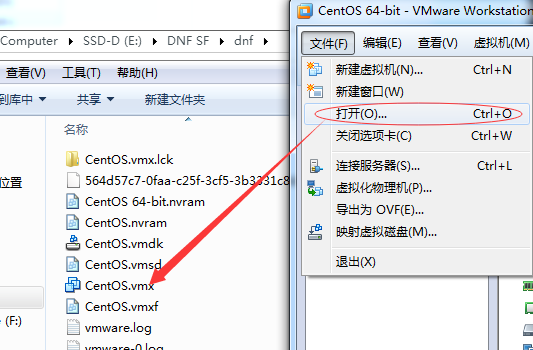 Computer ▸ SSD-D (E:) ▸ DNF SF ▸ dnf ▸
查看(V) 工具(T) 帮助(H)
到库中 ▼ 共享 ▼ 新建文件夹
名称
CentOS.vmx.lck
564d57c7-0faa-c25f-3cf5-3b3331c8
CentOS 64-bit.nvram
CentOS.nvram
CentOS.vmdk
CentOS.vmsd
CentOS.vmx
CentOS.vmxf
vmware.log
vmware-0.log
位置
(F:)
CentOS 64-bit - VMware Workstation
文件(F) 编辑(E) 查看(V) 虚拟机(M)
新建虚拟机(N)... Ctrl+N
新建窗口(W)
打开(O)... Ctrl+O
关闭选项卡(C) Ctrl+W
连接服务器(S)... Ctrl+L
虚拟化物理机(P)...
导出为 OVF(E)...
映射虚拟磁盘(M)...
退出(X)